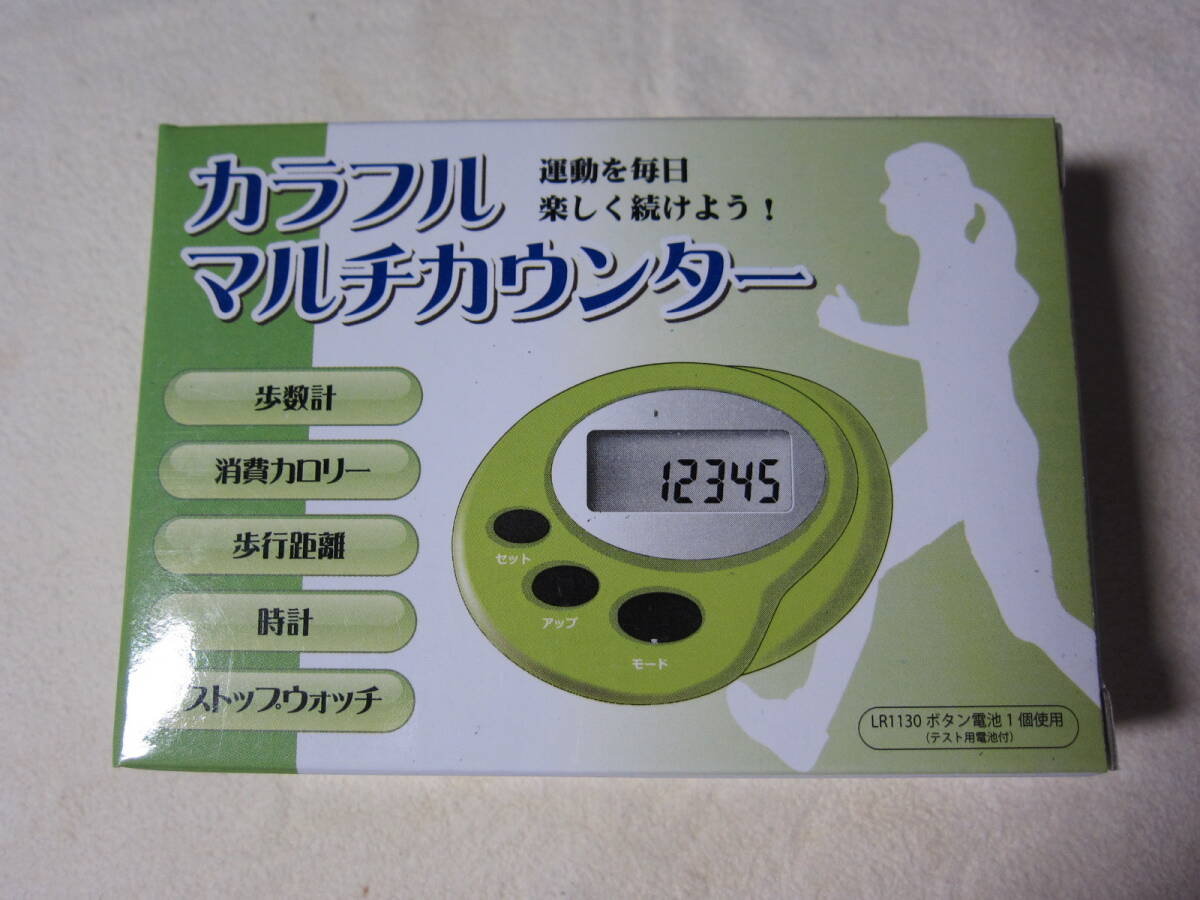 カラフル
マルチカウンター
運動を毎日
楽しく続けよう！
歩数計
消費カロリー
歩行距離
時計
ストップウォッチ
12345
セット
アップ
モード
LR1130 ボタン電池1個使用
（テスト用電池付）